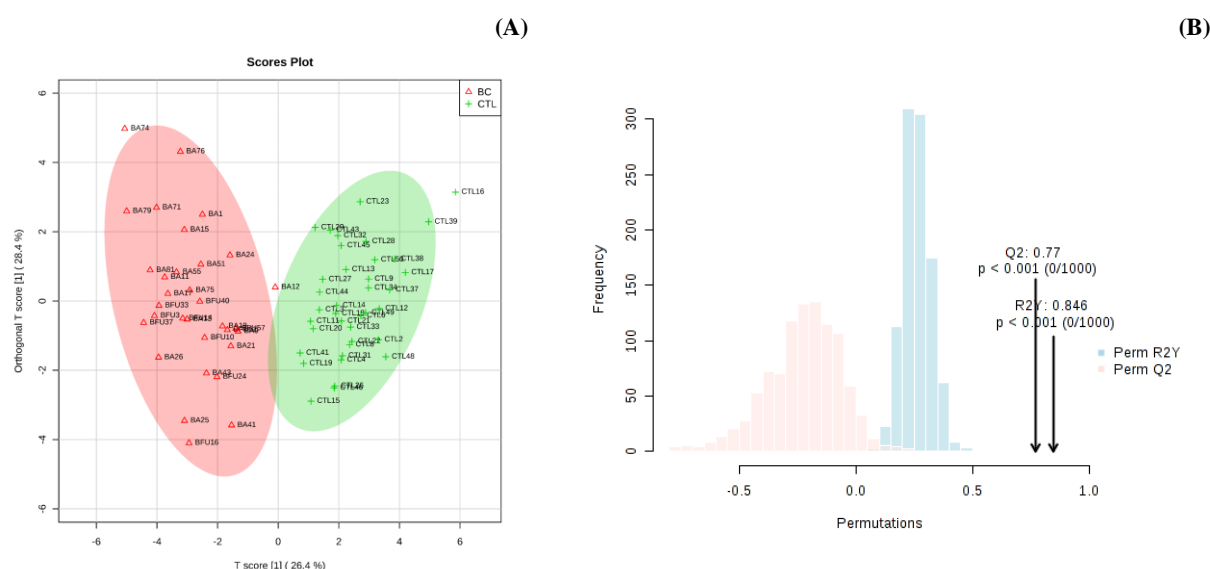 (A)
Scores Plot
BC
CTL
Orthogonal T score [1] ( 28.4 %)
6
4
2
0
-2
-4
-6
BA74
BA76
CTL16
CTL23
BA79
BA71
BA1
CTL39
BA15
CTL43
CTL32
CTL28
CTL45
BA24
CTL38
BA51
BA81
BA55
CTL13
CTL17
BA11
CTL27
CTL9
BA12
BA75
CTL44
CTL37
BFU40
BFU33
CTL14
CTL12
BFU3
BFU37
CTL11
CTL21
CTL20
CTL33
BFU10
CTL2
BA21
BA26
CTL41
CTL31
CTL4
CTL48
CTL19
BA43
BFU24
CTL15
BA25
BA41
BFU16
-6
-4
-2
0
2
4
6
T score [1] ( 26.4 %)
(B)
Frequency
300
250
200
150
100
50
0
Q2: 0.77
p < 0.001 (0/1000)
R2Y: 0.846
p < 0.001 (0/1000)
Perm R2Y
Perm Q2
-0.5
0.0
0.5
1.0
Permutations